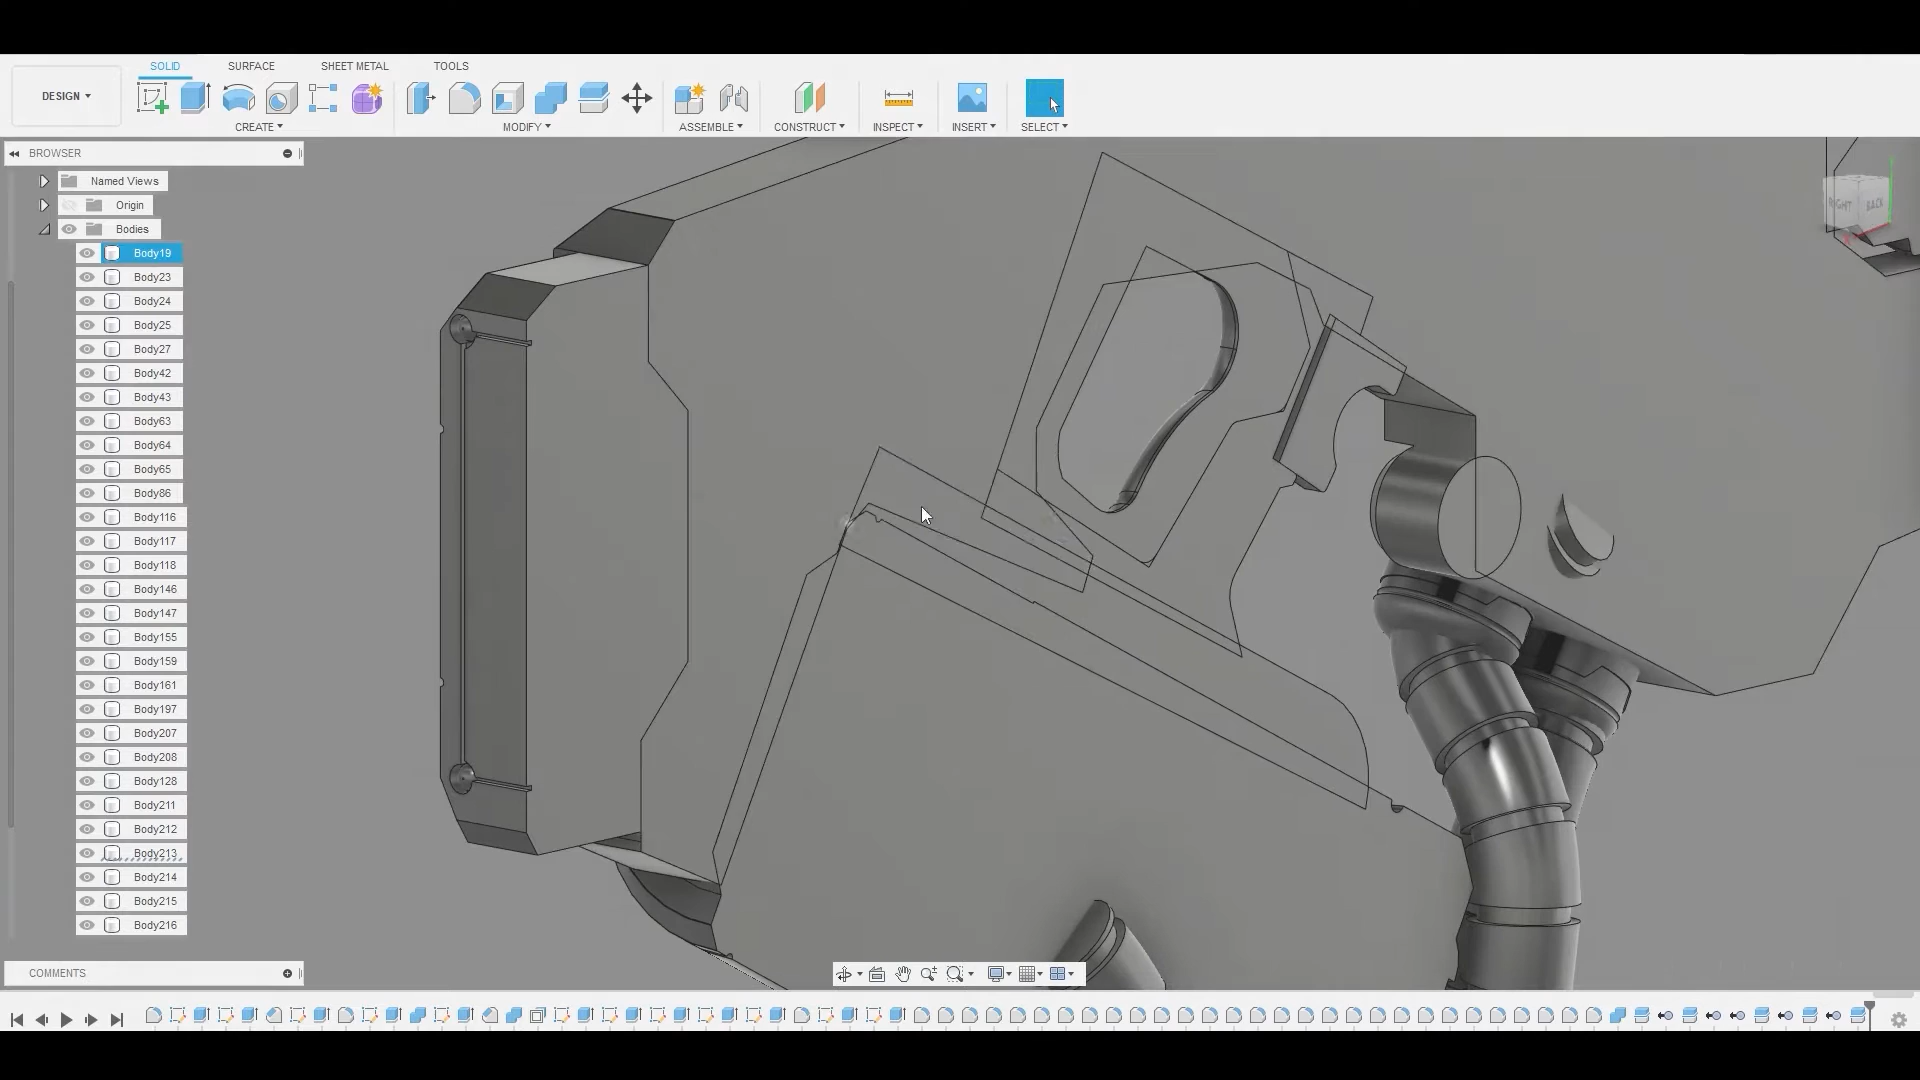 SOLID SURFACE SHEET METAL TOOLS
DESIGN
CREATE MODIFY ASSEMBLE CONSTRUCT INSPECT INSERT SELECT
BROWSER
Named Views
Origin
Bodies
Body19
Body23
Body24
Body25
Body27
Body42
Body43
Body63
Body64
Body65
Body86
Body116
Body117
Body118
Body146
Body147
Body155
Body159
Body161
Body197
Body207
Body208
Body128
Body211
Body212
Body213
Body214
Body215
Body216
COMMENTS
RIGHT BACK